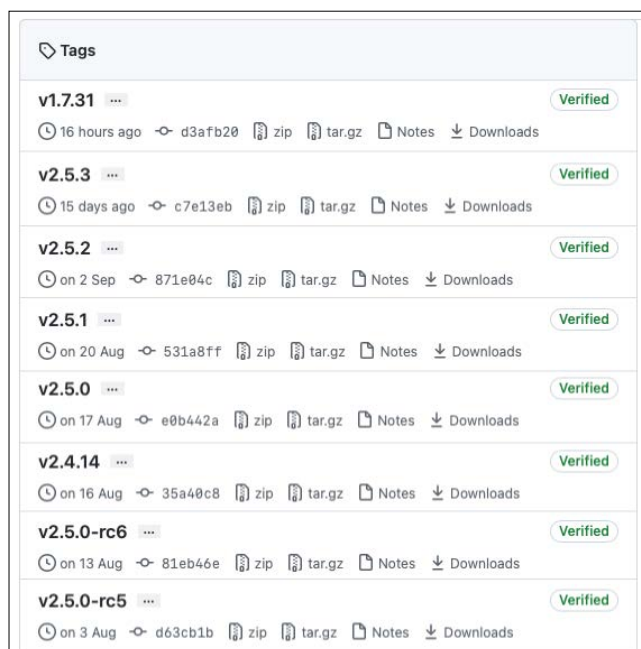 Tags
v1.7.31 ... Verified
16 hours ago d3afb20 zip tar.gz Notes Downloads
v2.5.3 ... Verified
15 days ago c7e13eb zip tar.gz Notes Downloads
v2.5.2 ... Verified
on 2 Sep 871e04c zip tar.gz Notes Downloads
v2.5.1 ... Verified
on 20 Aug 531a8ff zip tar.gz Notes Downloads
v2.5.0 ... Verified
on 17 Aug e0b442a zip tar.gz Notes Downloads
v2.4.14 ... Verified
on 16 Aug 35a40c8 zip tar.gz Notes Downloads
v2.5.0-rc6 ... Verified
on 13 Aug 81eb46e zip tar.gz Notes Downloads
v2.5.0-rc5 ... Verified
on 3 Aug d63cb1b zip tar.gz Notes Downloads